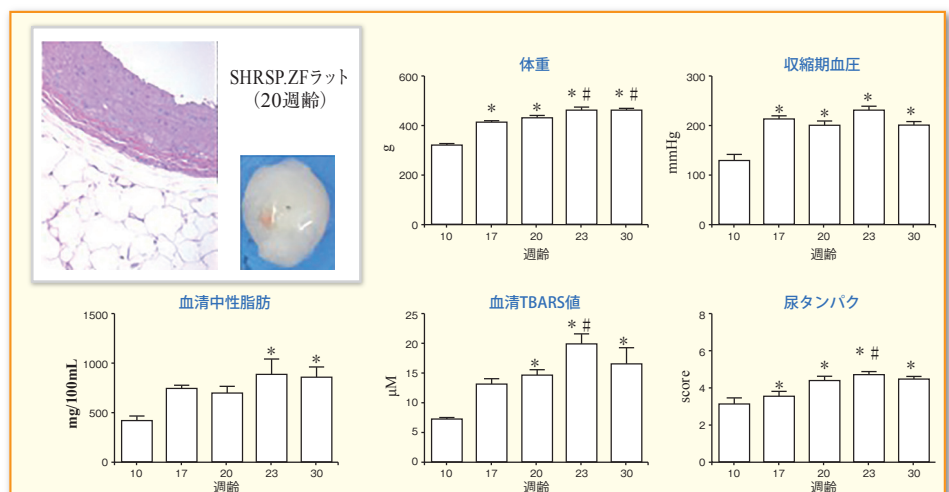 SHRSP.ZFラット
（20週齢）
体重
600
400
600
0
g
*
*
* #
* #
10 17 20 23 30
週齢
収縮期血圧
300
200
100
0
mmHg
*
*
*
*
10 17 20 23 30
週齢
血清中性脂肪
1500
1000
500
0
mg/100mL
*
*
10 17 20 23 30
週齢
血清TBARS値
25
20
15
10
5
0
μM
*
* #
*
10 17 20 23 30
週齢
尿タンパク
8
6
4
2
0
score
*
*
* #
*
10 17 20 23 30
週齢